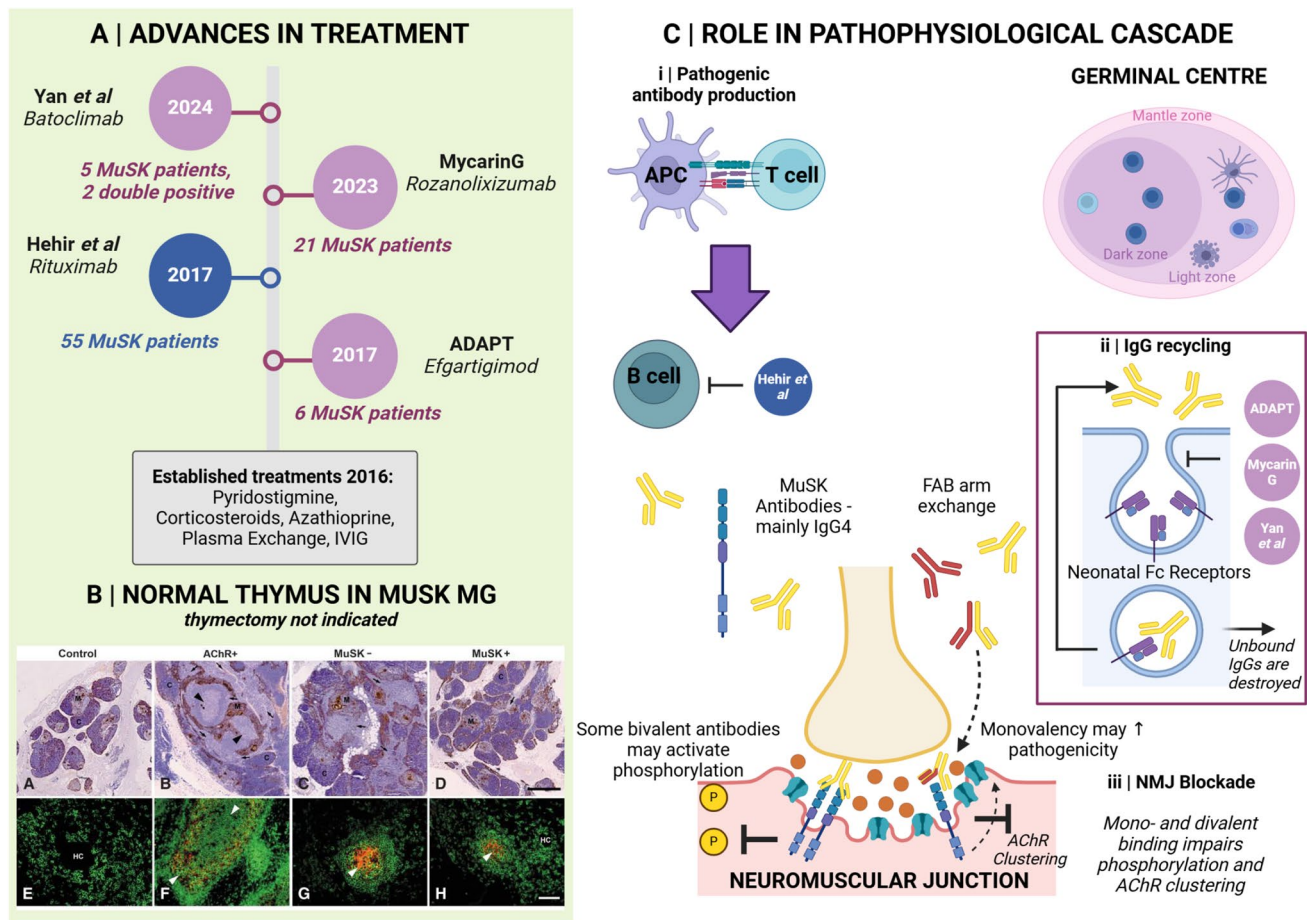 A | ADVANCES IN TREATMENT
Yan et al
Batoclimab
2024
5 MuSK patients,
2 double positive
2023
MycarinG
Rozanolixizumab
21 MuSK patients
Hehir et al
Rituximab
2017
55 MuSK patients
2017
ADAPT
Efgartigimod
6 MuSK patients
Established treatments 2016:
Pyridostigmine,
Corticosteroids, Azathioprine,
Plasma Exchange, IVIG
B | NORMAL THYMUS IN MUSK MG
thymectomy not indicated
Control
AChR+
MuSK -
MuSK +
M
C
A
C
M
C
B
M
C
C
C
M
C
D
HC
E
F
G
HC
H
C | ROLE IN PATHOPHYSIOLOGICAL CASCADE
i | Pathogenic
antibody production
APC
T cell
B cell
Hehir et
al
GERMINAL CENTRE
Mantle zone
Dark zone
Light zone
ii | IgG recycling
ADAPT
Mycarin
G
Yan
et al
Neonatal Fc Receptors
Unbound
IgGs are
destroyed
MuSK
Antibodies -
mainly IgG4
FAB arm
exchange
Some bivalent antibodies
may activate
phosphorylation
Monovalency may ↑
pathogenicity
P
P
AChR
Clustering
NEUROMUSCULAR JUNCTION
iii | NMJ Blockade
Mono- and divalent
binding impairs
phosphorylation and
AChR clustering